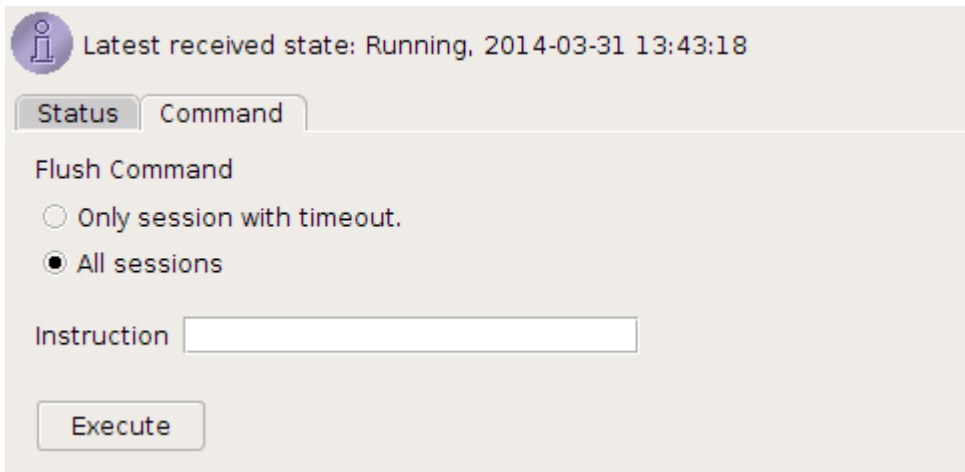 Latest received state: Running, 2014-03-31 13:43:18
Status Command
Flush Command
Only session with timeout.
All sessions
Instruction
Execute